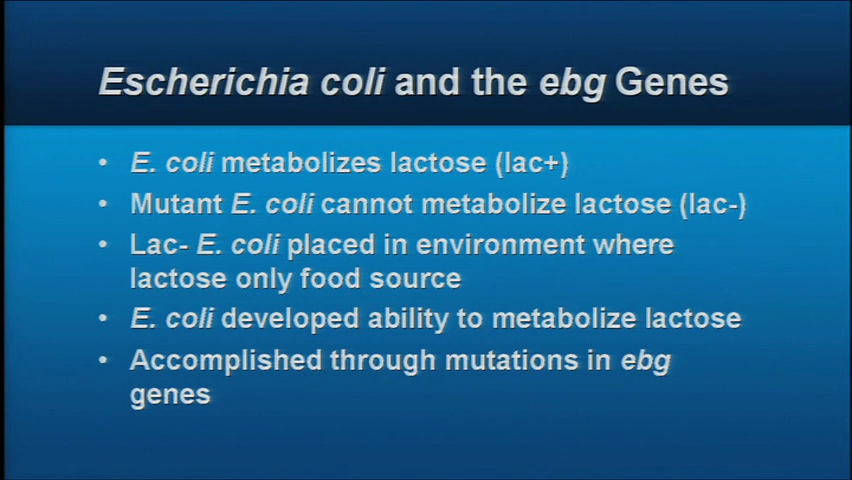 Escherichia coli and the ebg Genes
• E. coli metabolizes lactose (lac+)
• Mutant E. coli cannot metabolize lactose (lac-)
• Lac- E. coli placed in environment where
lactose only food source
• E. coli developed ability to metabolize lactose
• Accomplished through mutations in ebg
genes